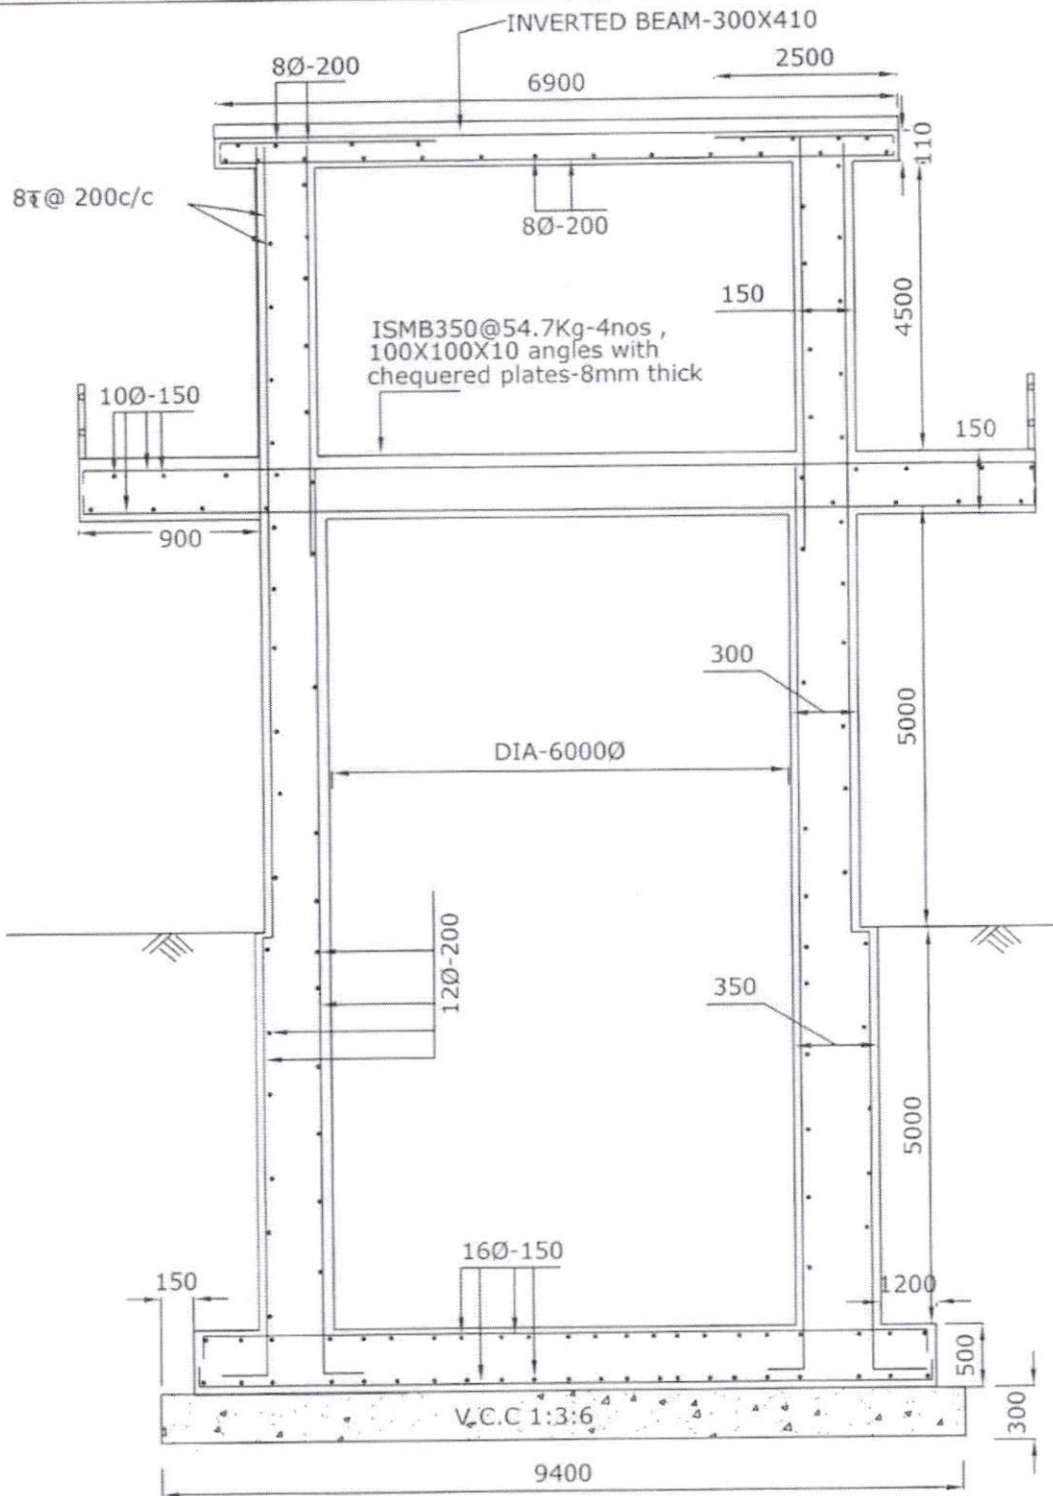 INVERTED BEAM-300X410
8Ø-200
2500
6900
110
8₹@ 200c/c
8Ø-200
150
4500
ISMB350@54.7Kg-4nos ,
100X100X10 angles with
chequered plates-8mm thick
10Ø-150
150
900
300
5000
DIA-6000Ø
12Ø-200
350
5000
16Ø-150
150
1200
500
V.C.C 1:3:6
300
9400